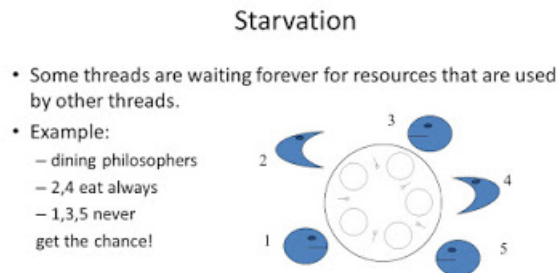 Starvation
• Some threads are waiting forever for resources that are used
by other threads.
• Example:
– dining philosophers
– 2,4 eat always
– 1,3,5 never
get the chance!
3
2
4
1
5